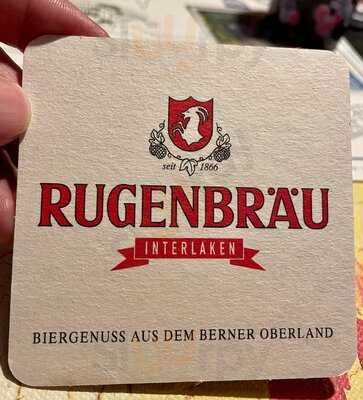 seit 1866
RUGENBRÄU
INTERLAKEN
BIERGENUSS AUS DEM BERNER OBERLAND